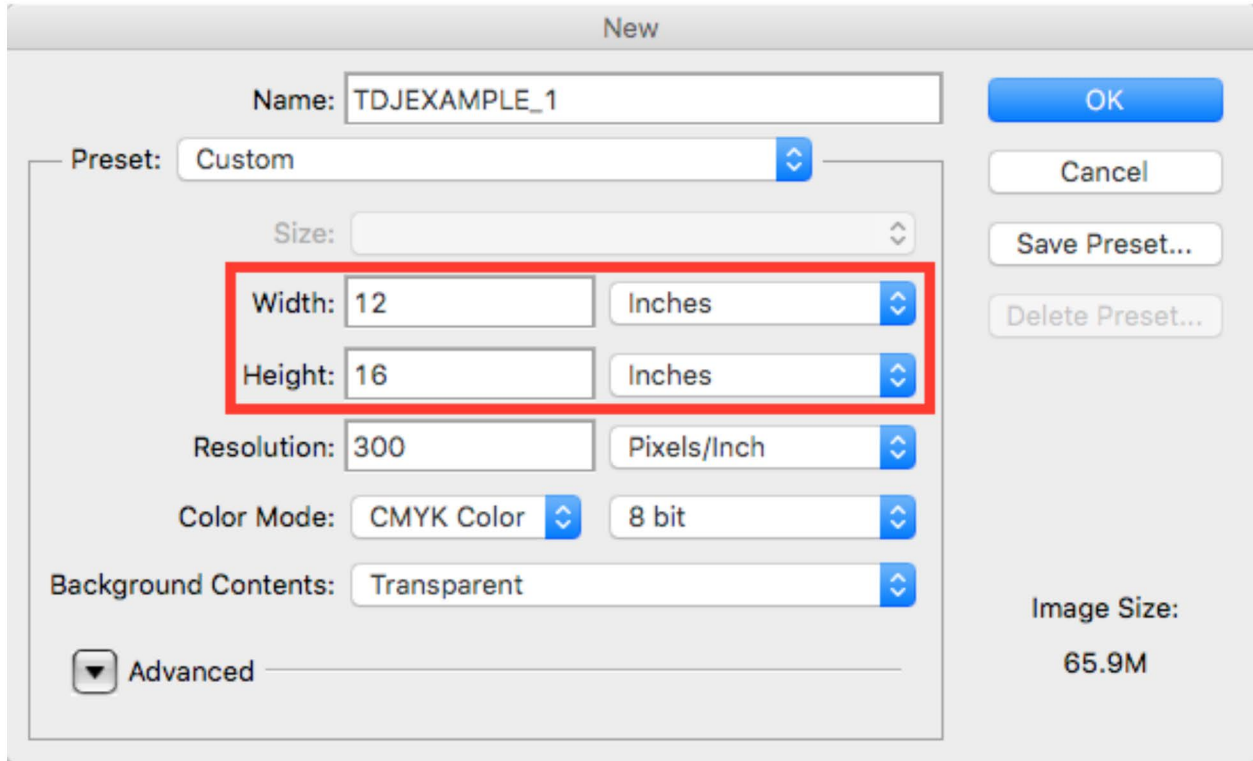 New
Name: TDJEXAMPLE_1
OK
Preset: Custom
Cancel
Size:
Save Preset...
Width: 12 Inches
Delete Preset...
Height: 16 Inches
Resolution: 300 Pixels/Inch
Color Mode: CMYK Color 8 bit
Background Contents: Transparent
Image Size:
65.9M
Advanced